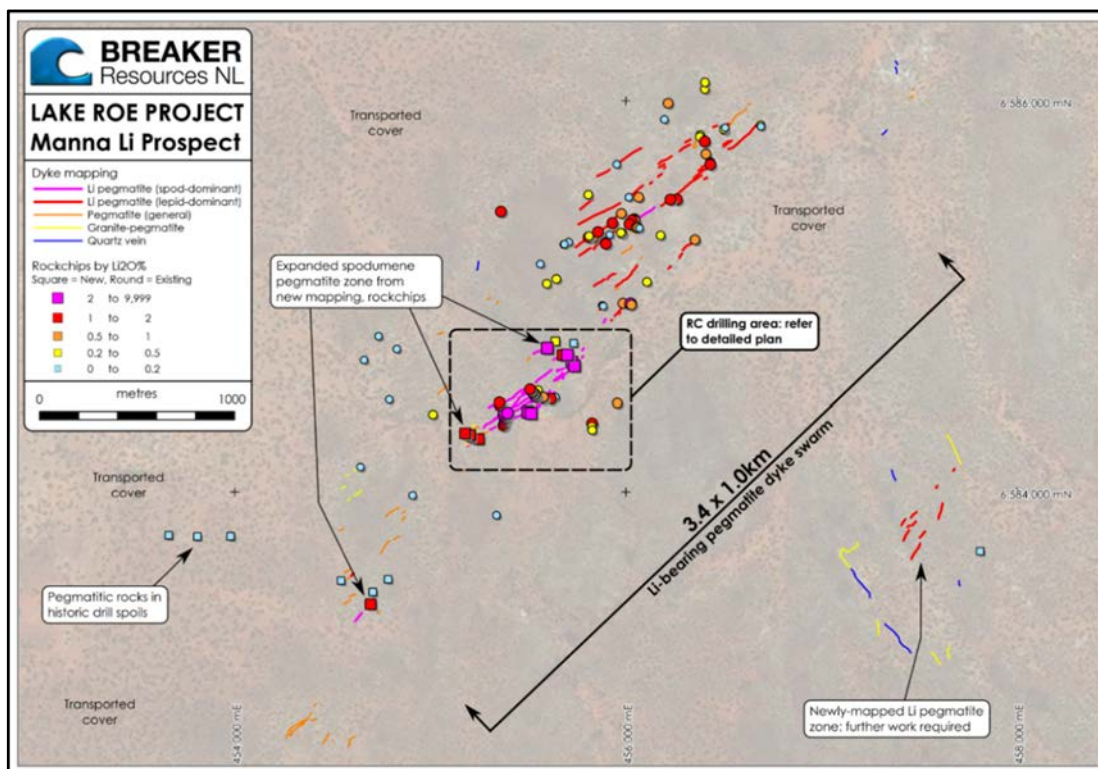 BREAKER
Resources NL
LAKE ROE PROJECT
Manna Li Prospect
Dyke mapping
Li pegmatite (spod-dominant)
Li pegmatite (lepid-dominant)
Pegmatite (general)
Granite-pegmatite
Quartz vein
Rockchips by Li2O%
Square = New, Round = Existing
2 to 9,999
1 to 2
0.5 to 1
0.2 to 0.5
0 to 0.2
metres
0 1000
Transported
cover
6 586 000 mN
Transported
cover
Expanded spodumene
pegmatite zone from
new mapping, rockchips
RC drilling area: refer
to detailed plan
Transported
cover
6 584 000 mN
3.4 x 1.0km
Li-bearing pegmatite dyke swarm
Pegmatitic rocks in
historic drill spoils
Transported
cover
Newly-mapped Li pegmatite
zone: further work required
454 000 mE
456 000 mE
458 000 mE